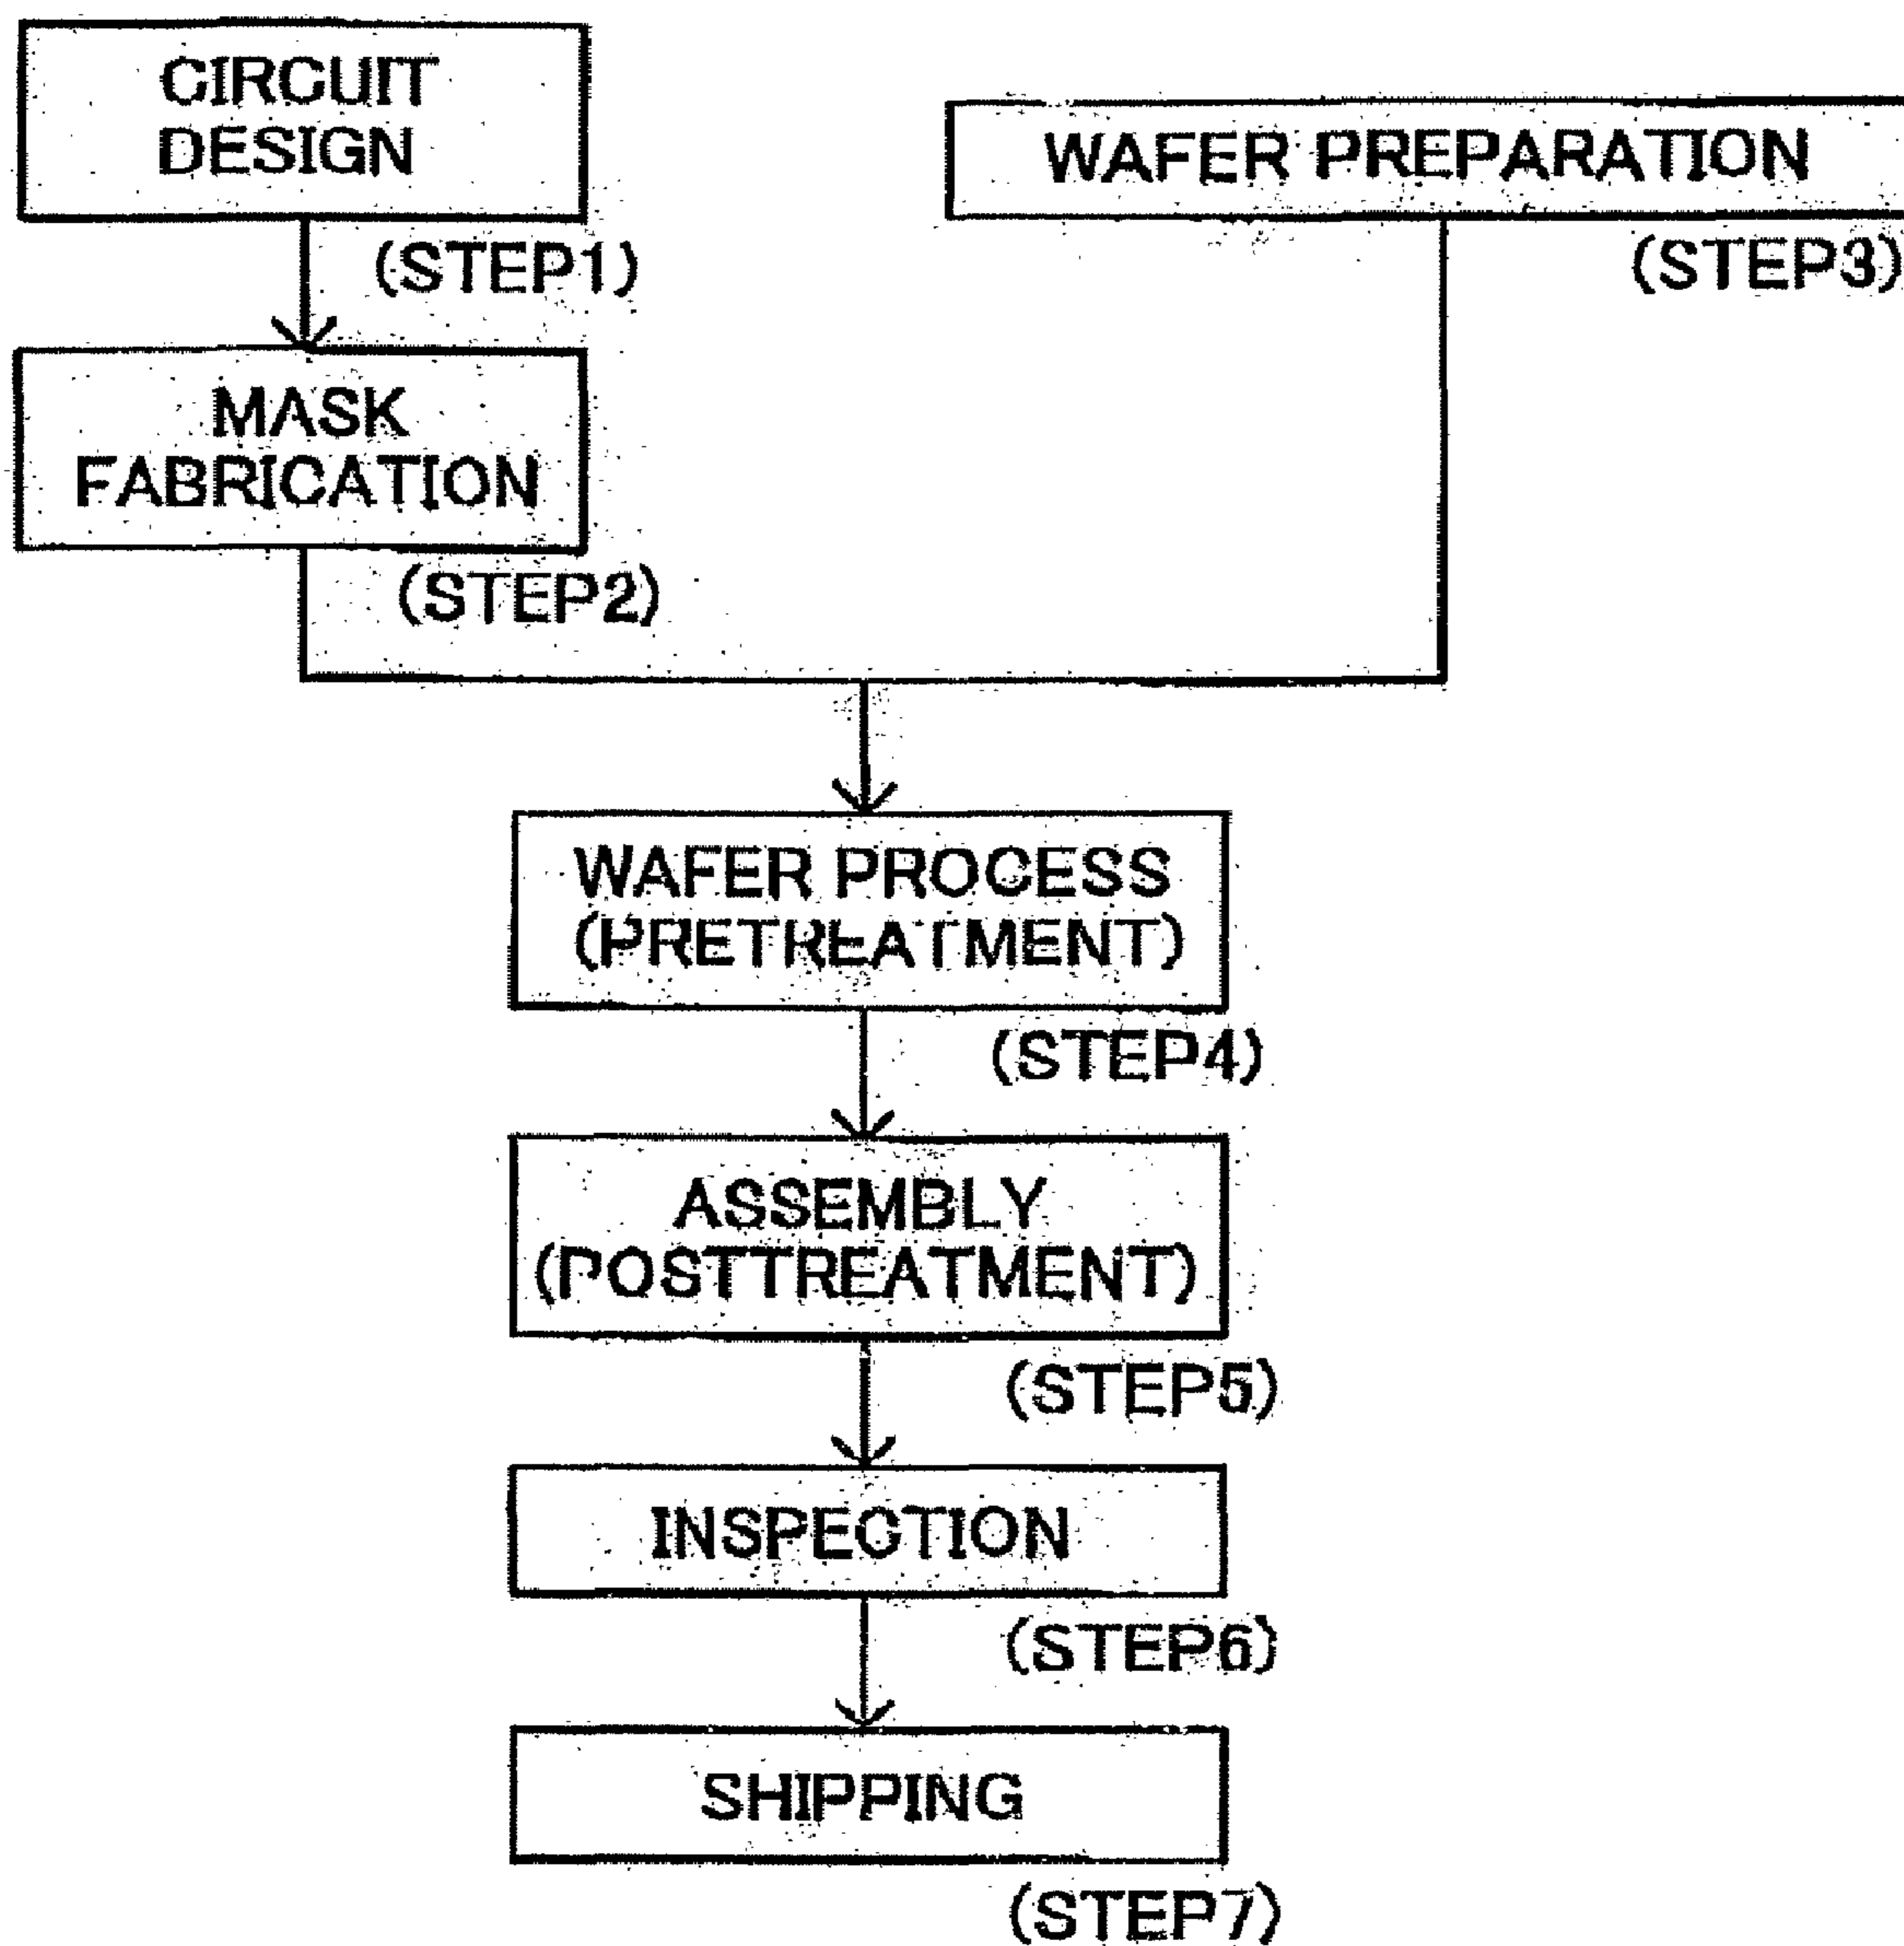 CIRCUIT
DESIGN
(STEP1)
WAFER PREPARATION
(STEP3)
MASK
FABRICATION
(STEP2)
WAFER PROCESS
(PRETREATMENT)
(STEP4)
ASSEMBLY
(POSTTREATMENT)
(STEP5)
INSPECTION
(STEP6)
SHIPPING
(STEP7)